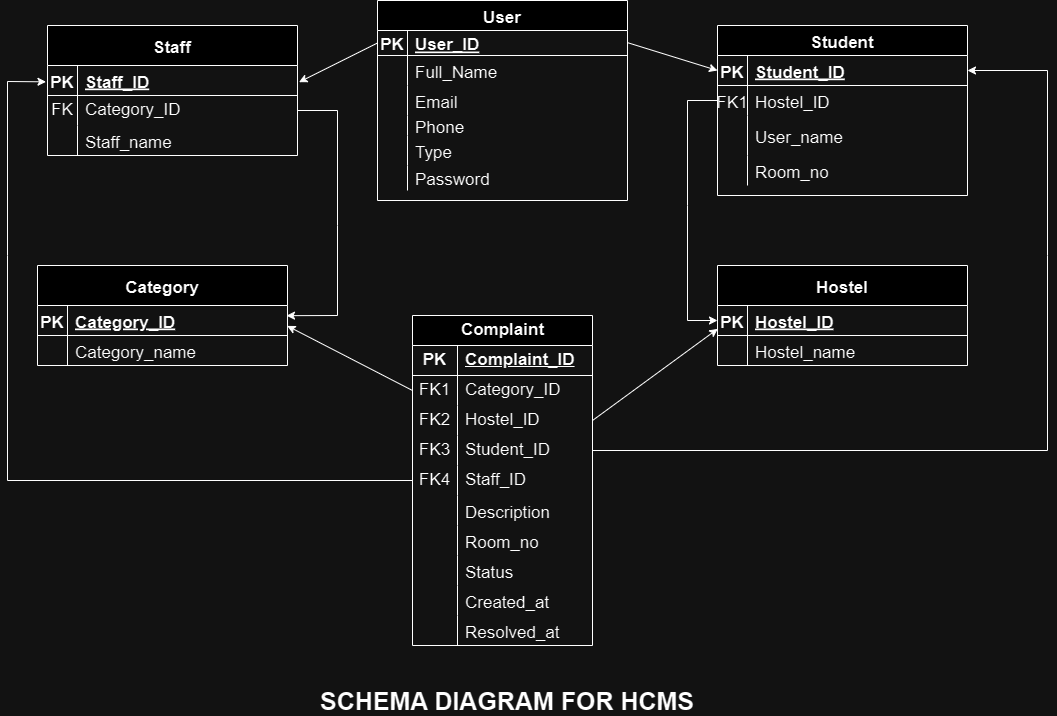 Staff
PK Staff_ID
FK Category_ID
Staff_name
User
PK User_ID
Full_Name
Email
Phone
Type
Password
Student
PK Student_ID
FK1 Hostel_ID
User_name
Room_no
Category
PK Category_ID
Category_name
Complaint
PK Complaint_ID
FK1 Category_ID
FK2 Hostel_ID
FK3 Student_ID
FK4 Staff_ID
Description
Room_no
Status
Created_at
Resolved_at
Hostel
PK Hostel_ID
Hostel_name
SCHEMA DIAGRAM FOR HCMS